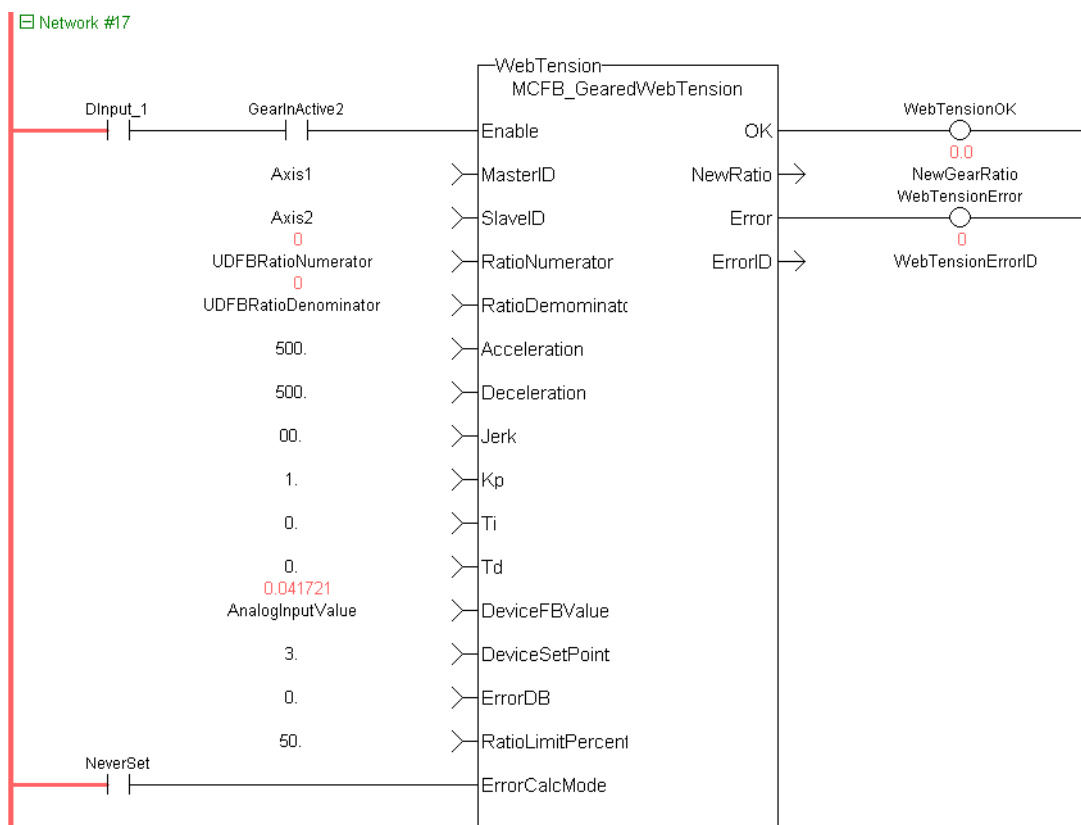 Network #17
WebTension
MCFB_GearedWebTension
DInput_1 GearInActive2 WebTensionOK
Enable OK
0.0
Axis1 MasterID NewRatio NewGearRatio
WebTensionError
Axis2 SlaveID Error
0 0
UDFBRatioNumerator RatioNumerator ErrorID WebTensionErrorID
0
UDFBRatioDenominator RatioDemominatc
500. Acceleration
500. Deceleration
00. Jerk
1. Kp
0. Ti
0. Td
0.041721
AnalogInputValue DeviceFBValue
3. DeviceSetPoint
0. ErrorDB
50. RatioLimitPercent
NeverSet
ErrorCalcMode